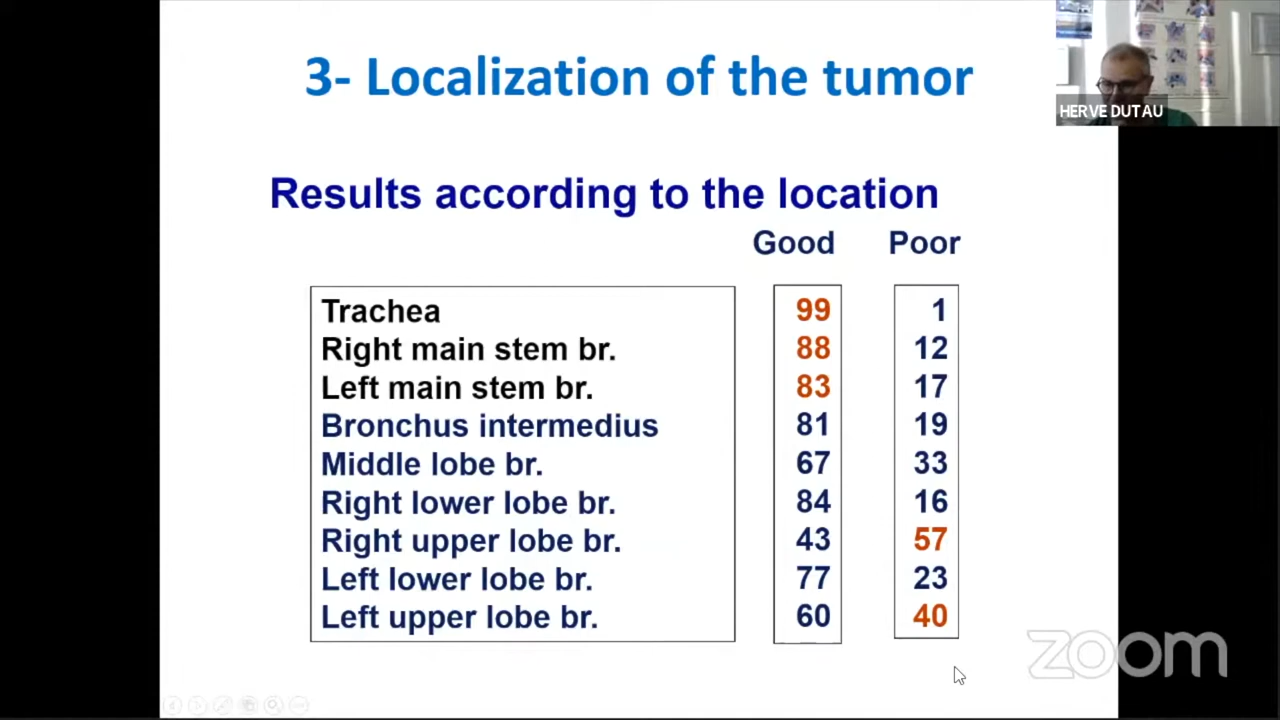 3- Localization of the tumor
HERVE DUTAU
Results according to the location
Good Poor
Trachea 99 1
Right main stem br. 88 12
Left main stem br. 83 17
Bronchus intermedius 81 19
Middle lobe br. 67 33
Right lower lobe br. 84 16
Right upper lobe br. 43 57
Left lower lobe br. 77 23
Left upper lobe br. 60 40
zoom